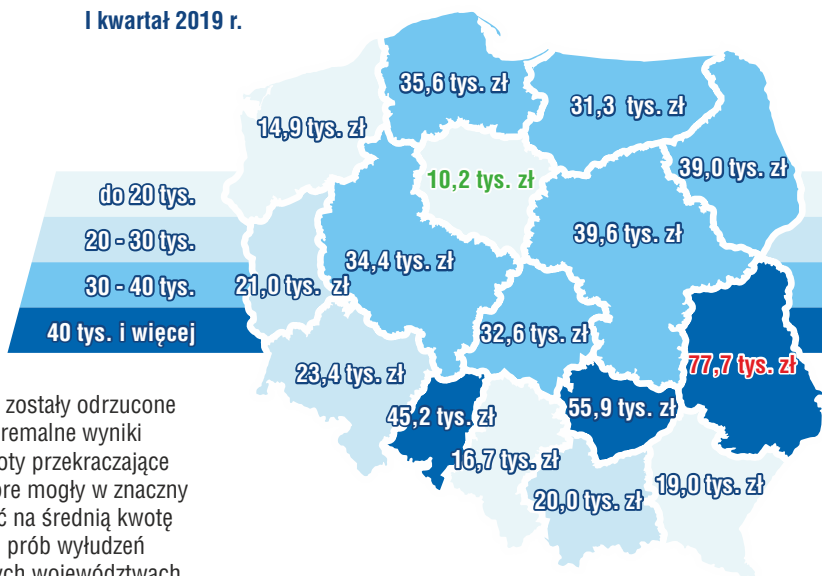 I kwartał 2019 r.
35,6 tys. zł
31,3 tys. zł
14,9 tys. zł
39,0 tys. zł
10,2 tys. zł
do 20 tys.
20 - 30 tys.
39,6 tys. zł
34,4 tys. zł
30 - 40 tys.
21,0 tys. zł
40 tys. i więcej
32,6 tys. zł
77,7 tys. zł
23,4 tys. zł
45,2 tys. zł
55,9 tys. zł
16,7 tys. zł
19,0 tys. zł
20,0 tys. zł
zostały odrzucone
remalne wyniki
oty przekraczające
óre mogły w znaczny
ć na średnią kwotę
prób wyłudzeń
ych województwach